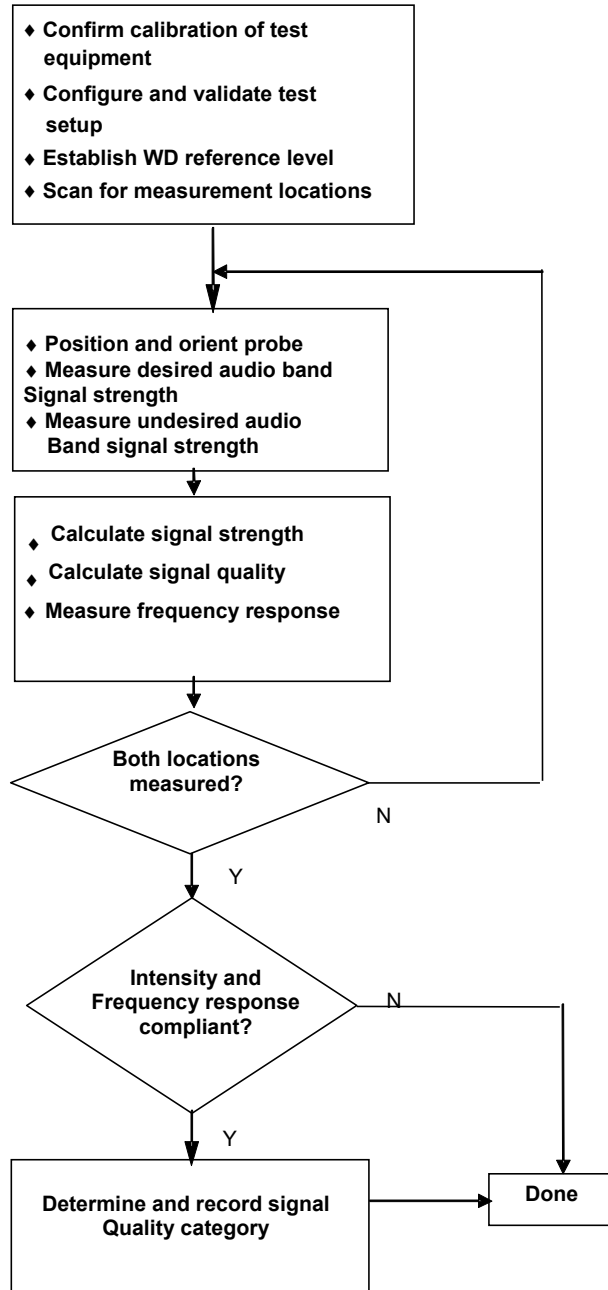 ♦ Confirm calibration of test
equipment
♦ Configure and validate test
setup
♦ Establish WD reference level
♦ Scan for measurement locations
♦ Position and orient probe
♦ Measure desired audio band
Signal strength
♦ Measure undesired audio
Band signal strength
♦ Calculate signal strength
♦ Calculate signal quality
♦ Measure frequency response
Both locations
measured?
N
Y
Intensity and
Frequency response
compliant?
N
Y
Determine and record signal
Quality category
Done